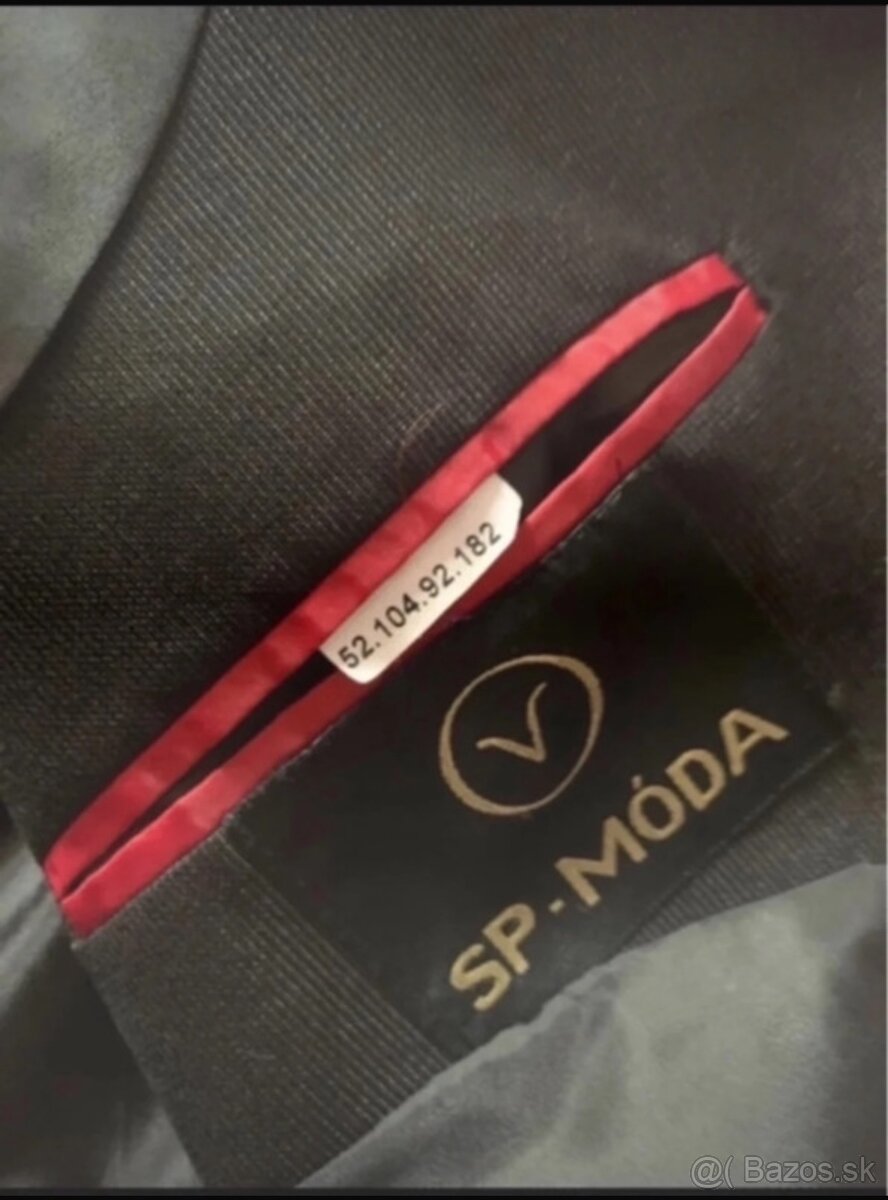 52.104.92.182
V
SP-MÓDA
@( Bazos.sk